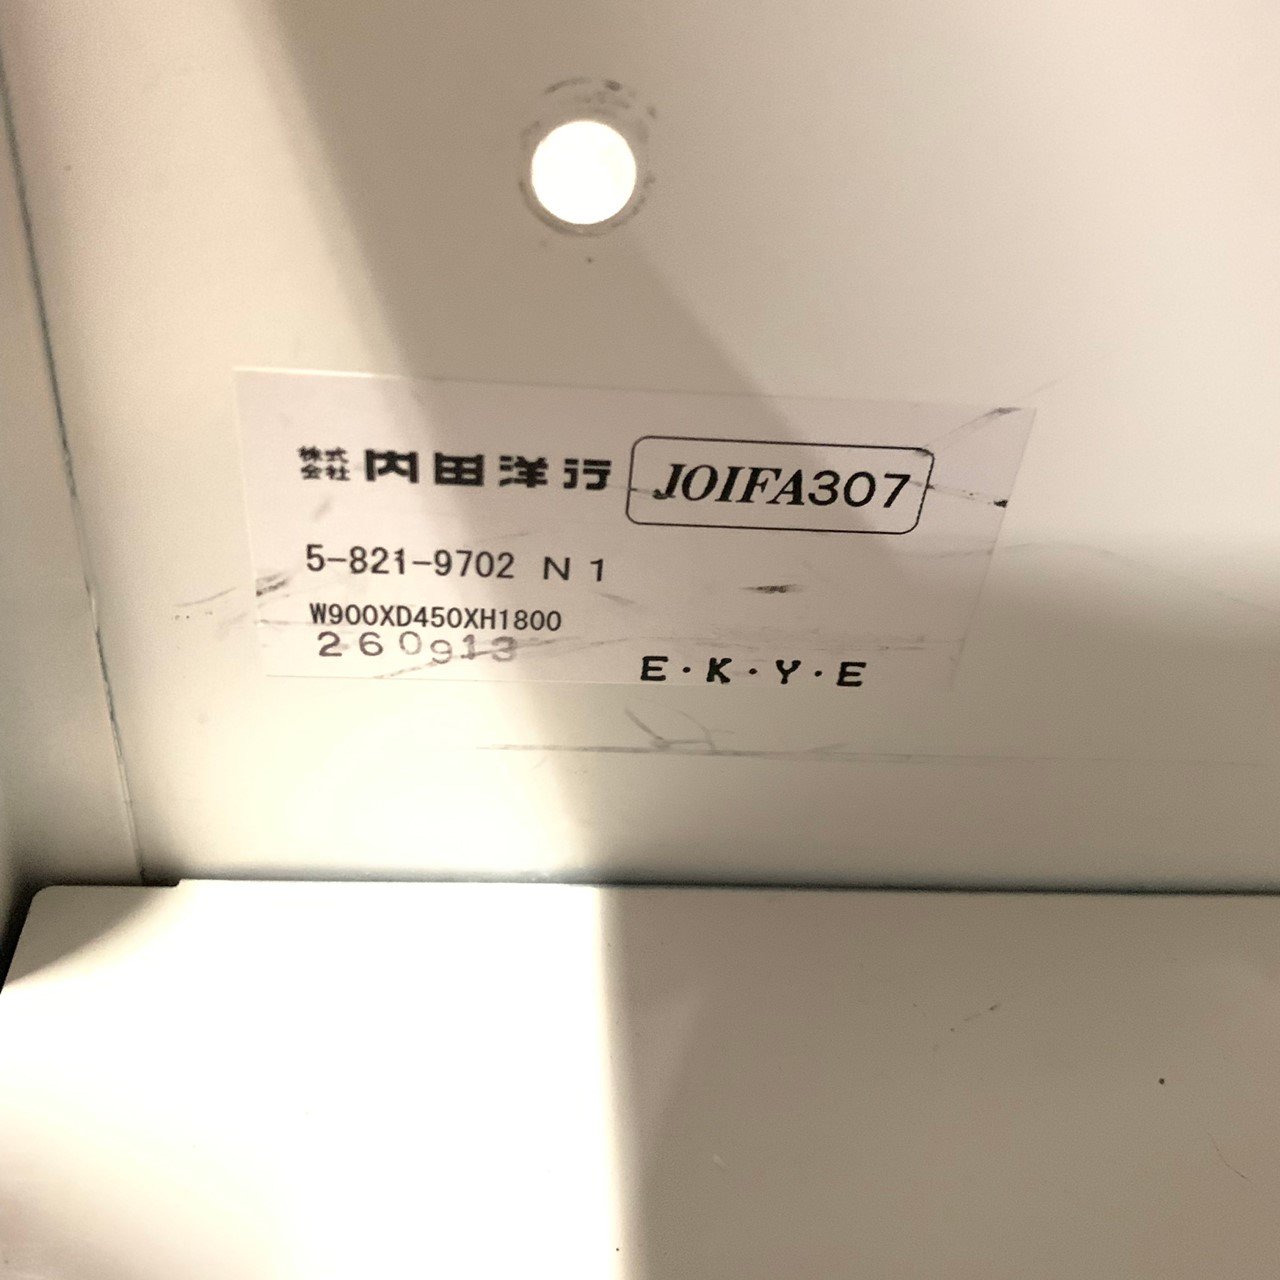 株式会社 内田洋行 JOIFA307
5-821-9702 N 1
W900XD450XH1800
260913
E・K・Y・E